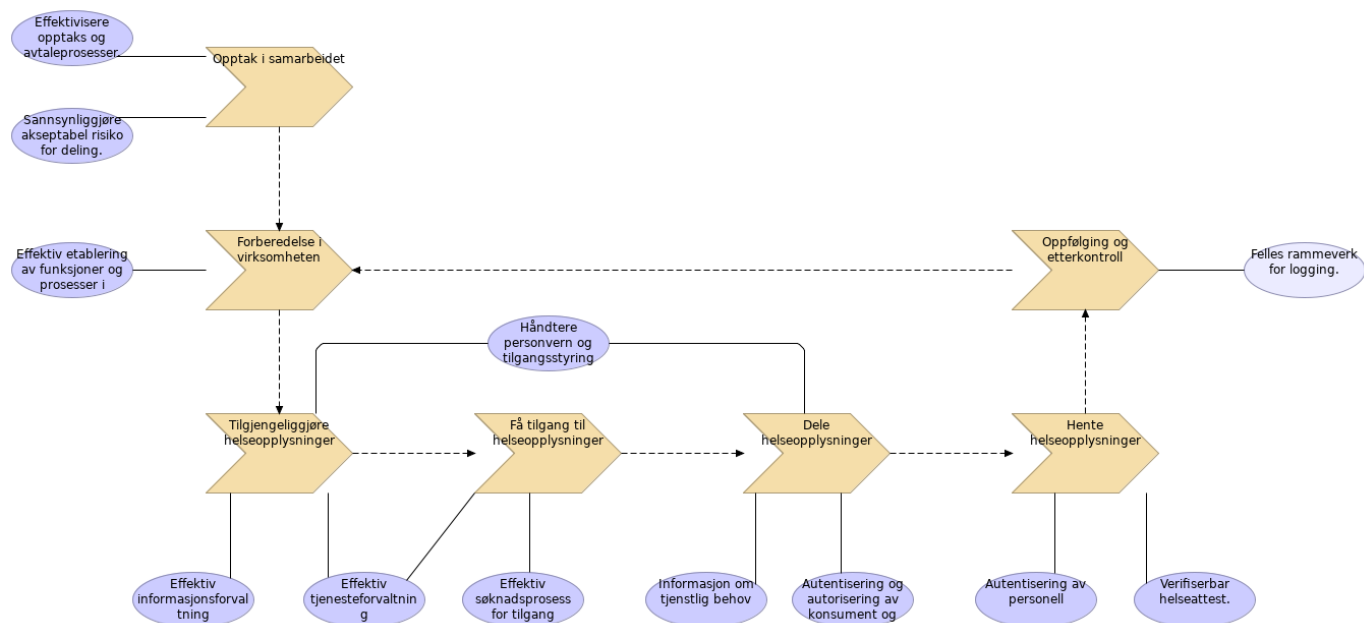 Effektivisere
opptaks og
avtaleprosesser.
Opptak i samarbeidet
Sannsynliggjøre
akseptabel risiko
for deling.
Forberedelse i
virksomheten
Effektiv etablering
av funksjoner og
prosesser i
Oppfølging og
etterkontroll
Felles rammeverk
for logging.
Håndtere
personvern og
tilgangsstyring
Tilgjengeliggjøre
helseopplysninger
Få tilgang til
helseopplysninger
Dele
helseopplysninger
Hente
helseopplysninger
Effektiv
informasjonsforval
tning
Effektiv
tjenesteforvaltnin
g
Effektiv
søknadsprosess
for tilgang
Informasjon om
tjenstlig behov
Autentisering og
autorisering av
konsument og
Autentisering av
personell
Verifiserbar
helseattest.